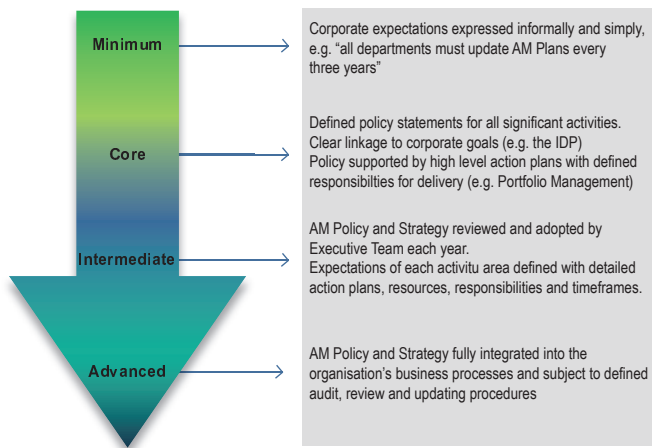 Minimum
Corporate expectations expressed informally and simply,
e.g. “all departments must update AM Plans every
three years”
Core
Defined policy statements for all significant activities.
Clear linkage to corporate goals (e.g. the IDP)
Policy supported by high level action plans with defined
responsibilties for delivery (e.g. Portfolio Management)
Intermediate
AM Policy and Strategy reviewed and adopted by
Executive Team each year.
Expectations of each activitu area defined with detailed
action plans, resources, responsibilities and timeframes.
Advanced
AM Policy and Strategy fully integrated into the
organisation’s business processes and subject to defined
audit, review and updating procedures